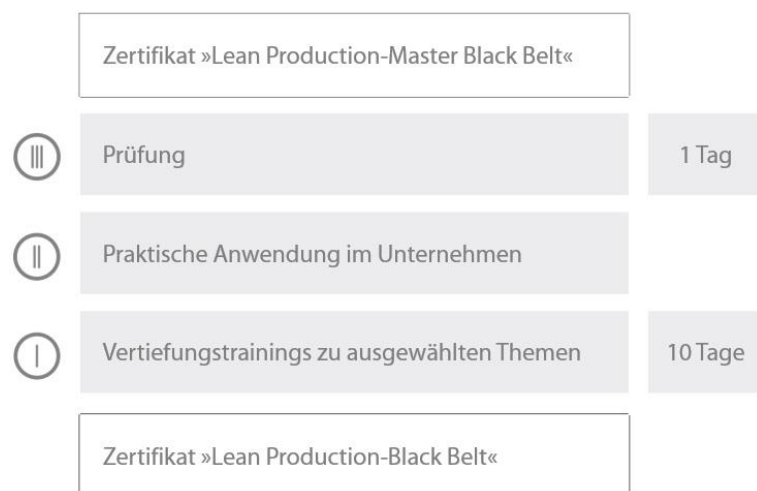 Zertifikat »Lean Production-Master Black Belt«
||| Prüfung 1 Tag
|| Praktische Anwendung im Unternehmen
| Vertiefungstrainings zu ausgewählten Themen 10 Tage
Zertifikat »Lean Production-Black Belt«